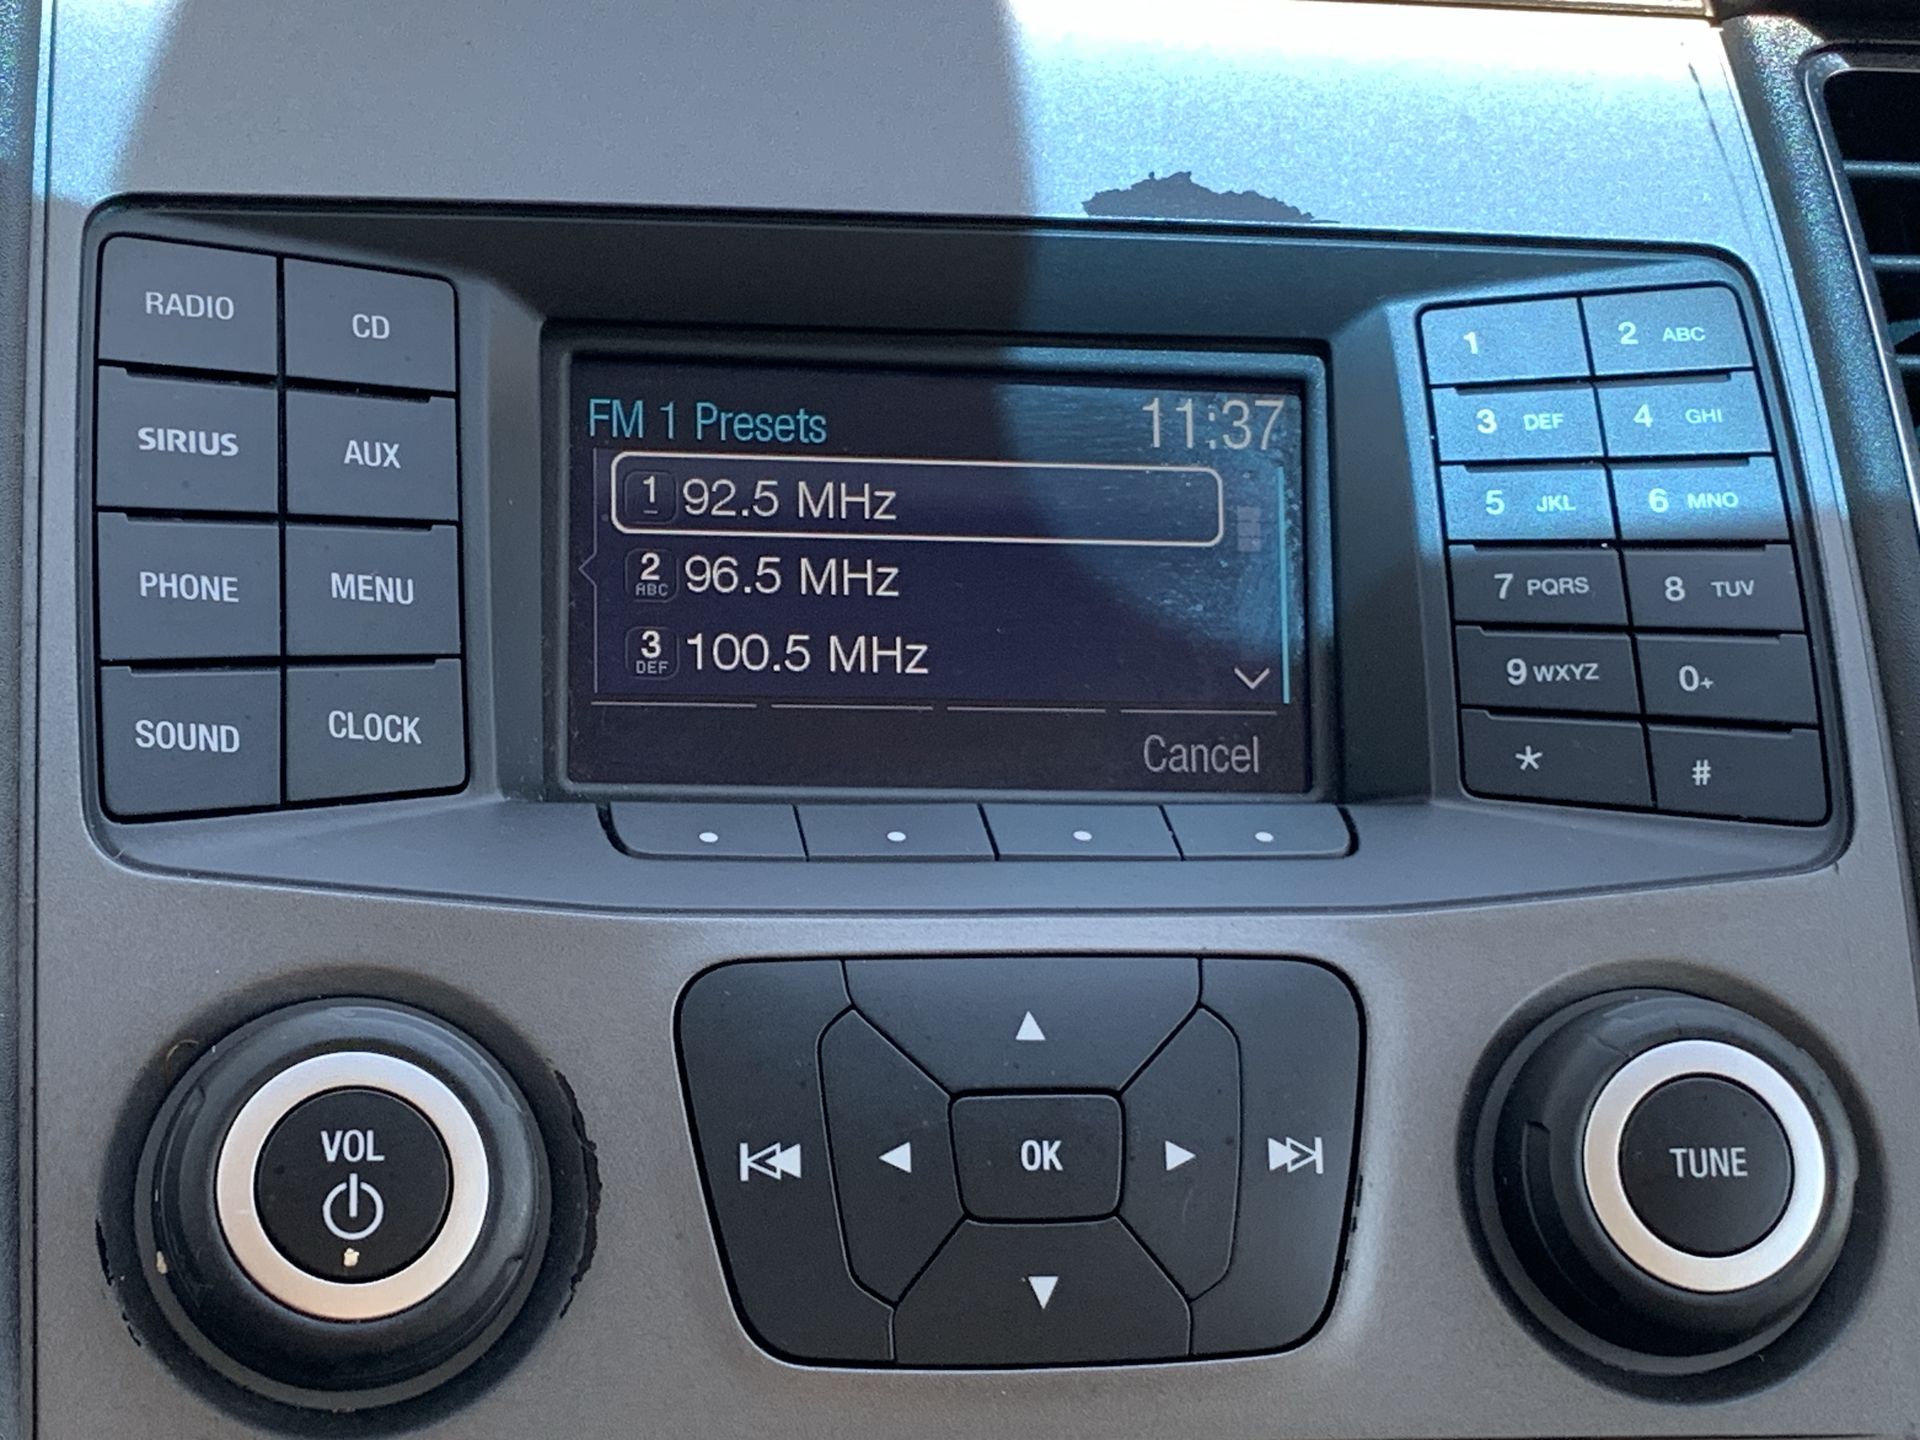 RADIO
CD
SIRIUS
AUX
PHONE
MENU
SOUND
CLOCK
FM 1 Presets 11:37
1 92.5 MHz
2 ABC 96.5 MHz
3 DEF 100.5 MHz
Cancel
1
2 ABC
3 DEF
4 GHI
5 JKL
6 MNO
7 PQRS
8 TUV
9 WXYZ
0+
*
#
VOL
OK
TUNE